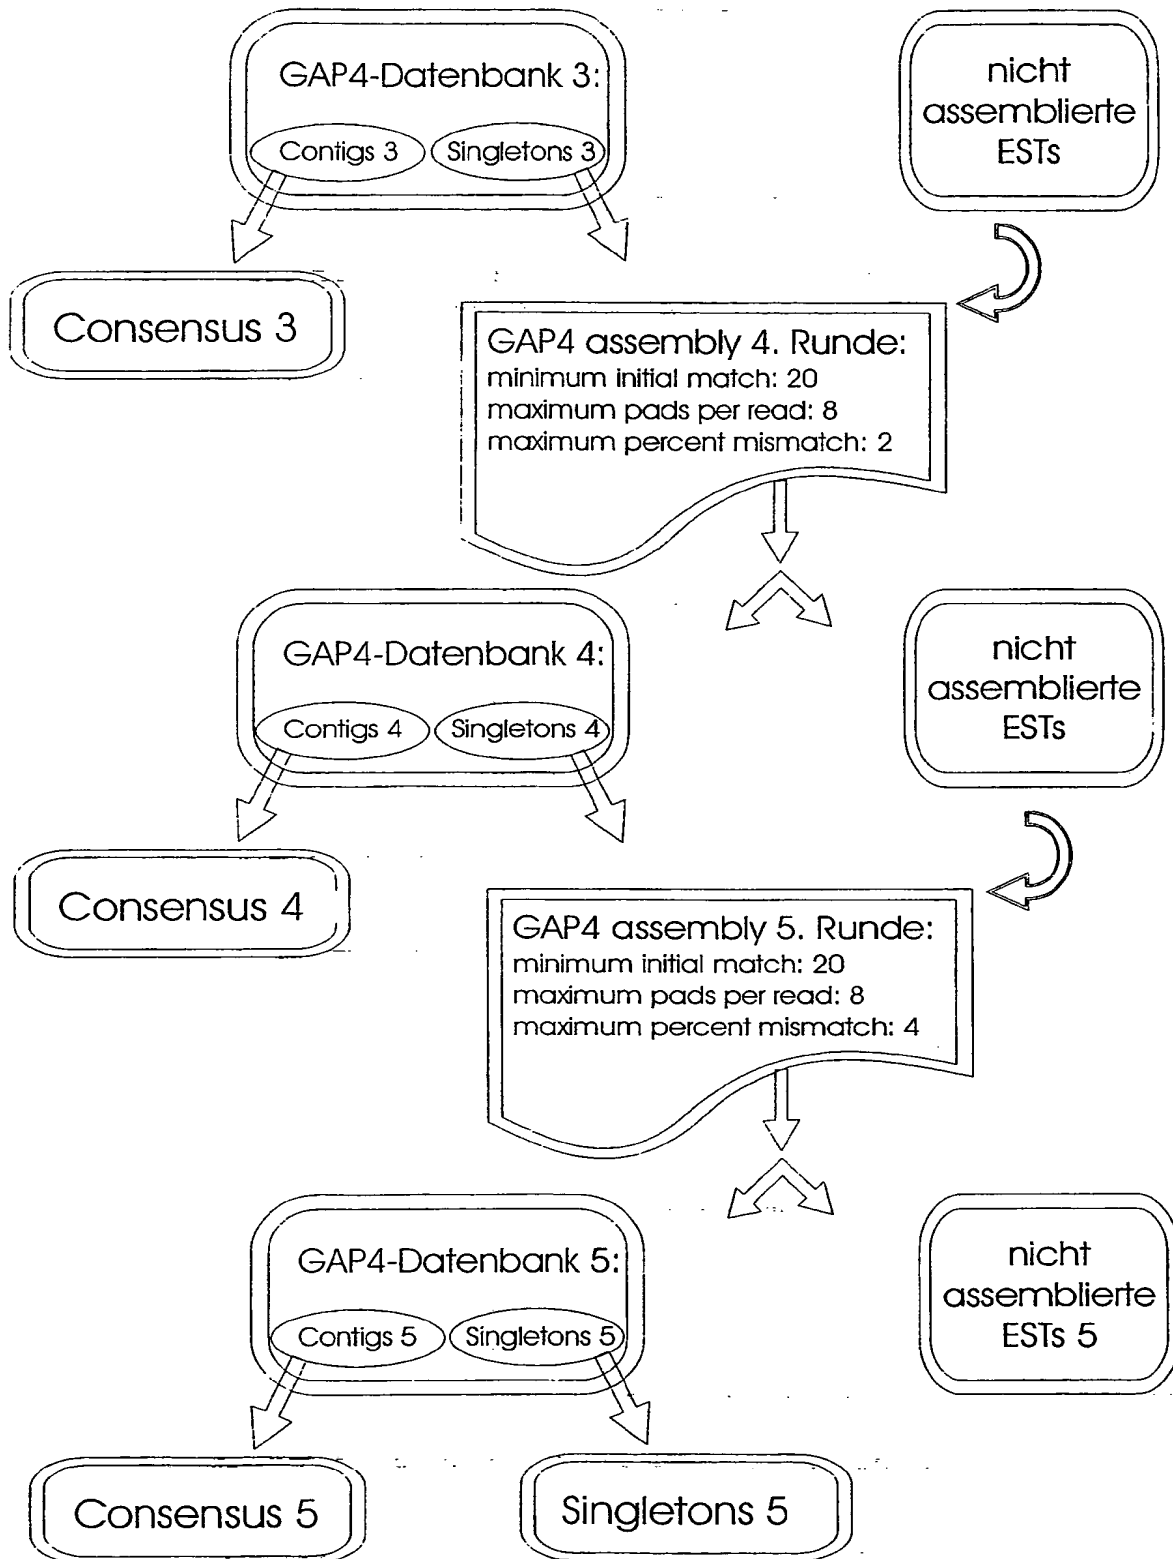 GAP4-Datenbank 3:
Contigs 3
Singletons 3
nicht
assemblierte
ESTs
Consensus 3
GAP4 assembly 4. Runde:
minimum initial match: 20
maximum pads per read: 8
maximum percent mismatch: 2
GAP4-Datenbank 4:
Contigs 4
Singletons 4
nicht
assemblierte
ESTs
Consensus 4
GAP4 assembly 5. Runde:
minimum initial match: 20
maximum pads per read: 8
maximum percent mismatch: 4
GAP4-Datenbank 5:
Contigs 5
Singletons 5
nicht
assemblierte
ESTs 5
Consensus 5
Singletons 5